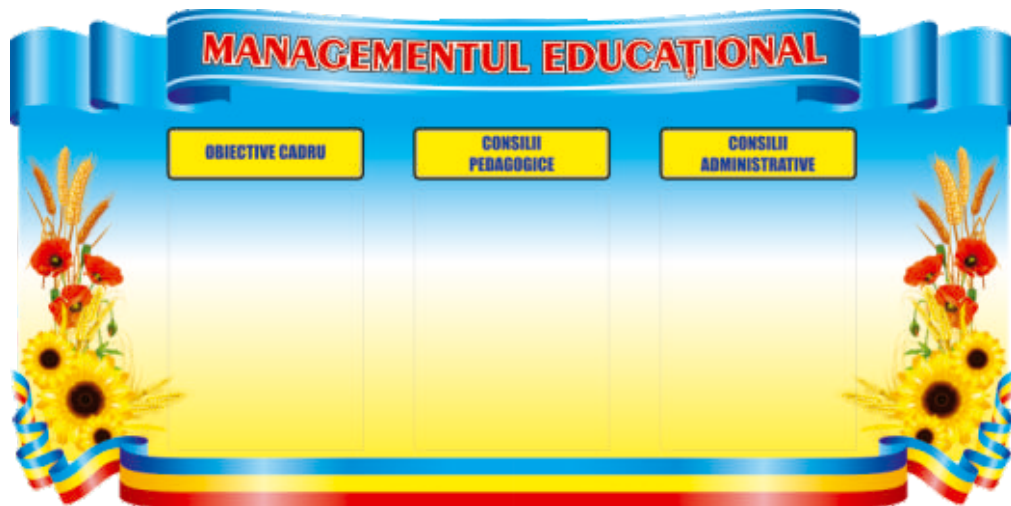 MANAGEMENTUL EDUCAȚIONAL
OBIECTIVE CADRU
CONSILII
PEDAGOGICE
CONSILII
ADMINISTRATIVE